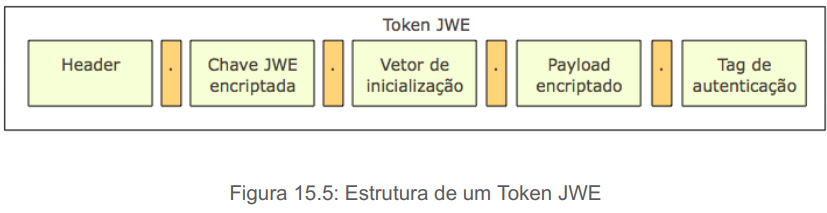 Token JWE
Header . Chave JWE . Vetor de . Payload . Tag de
encriptada inicialização encriptado autenticação
Figura 15.5: Estrutura de um Token JWE